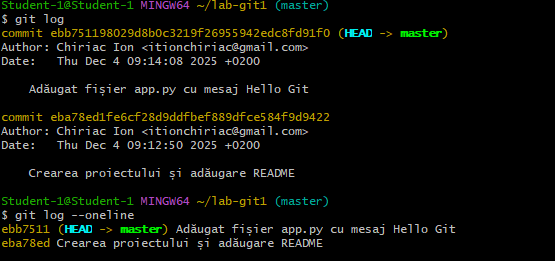 Student-1@Student-1 MINGW64 ~/lab-git1 (master)
$ git log
commit ebb751198029d8b0c3219f26955942edc8fd91f0 (HEAD -> master)
Author: Chiriac Ion <itionchiriac@gmail.com>
Date:   Thu Dec 4 09:14:08 2025 +0200
    Adăugat fișier app.py cu mesaj Hello Git
commit eba78ed1fe6cf28d9ddfbef889dfce584f9d9422
Author: Chiriac Ion <itionchiriac@gmail.com>
Date:   Thu Dec 4 09:12:50 2025 +0200
    Crearea proiectului și adăugare README
Student-1@Student-1 MINGW64 ~/lab-git1 (master)
$ git log --oneline
ebb7511 (HEAD -> master) Adăugat fișier app.py cu mesaj Hello Git
eba78ed Crearea proiectului și adăugare README